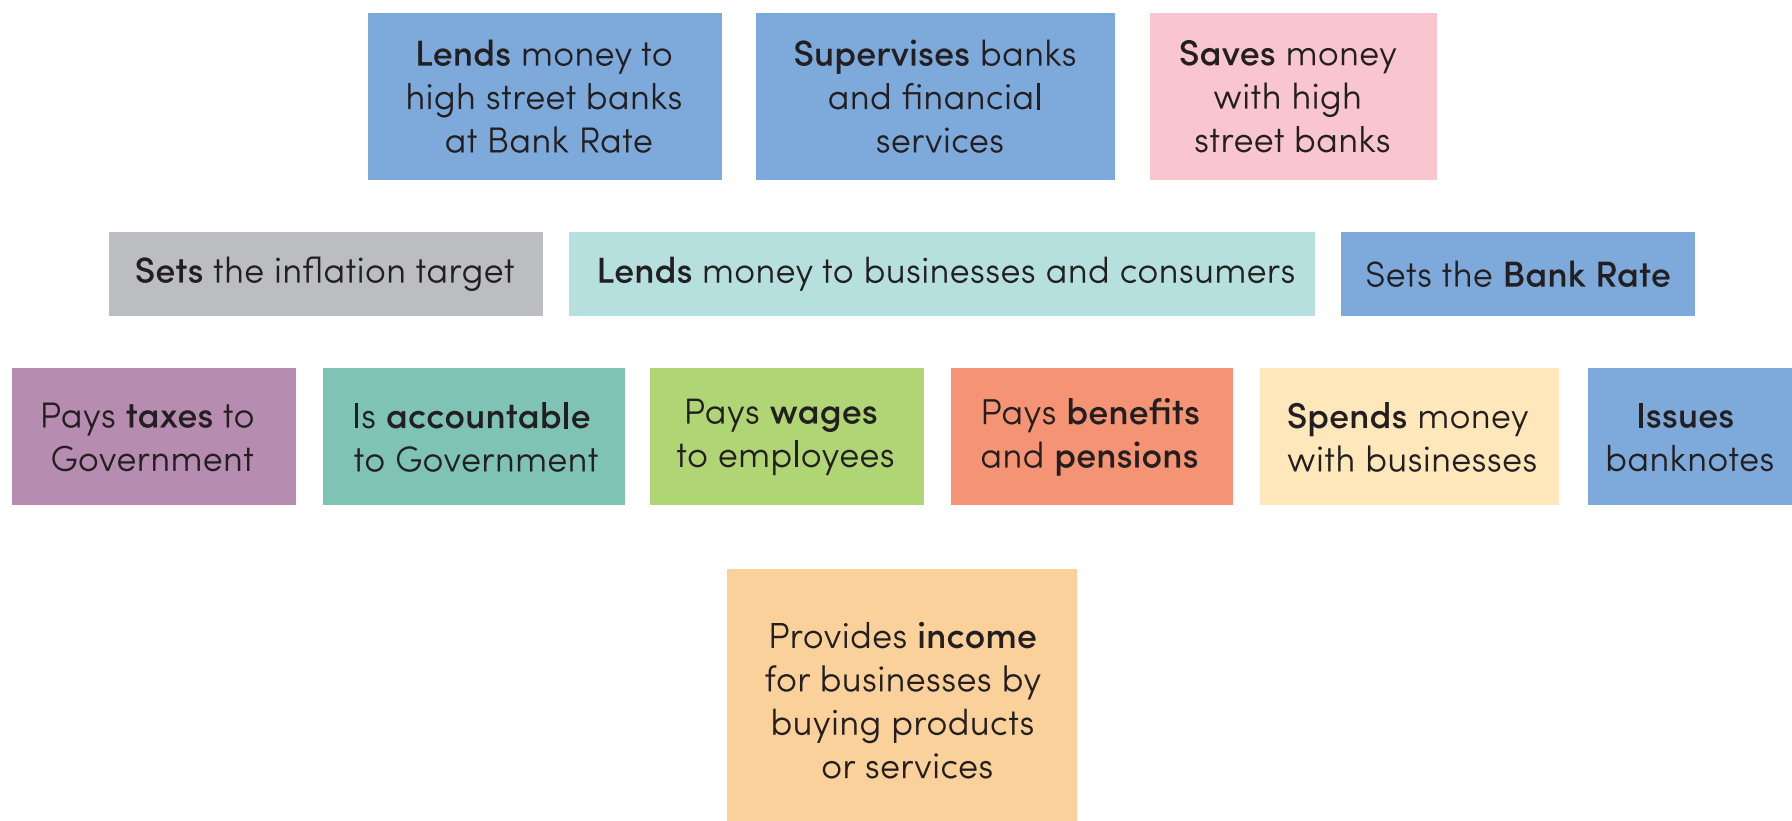 Lends money to
high street banks
at Bank Rate
Supervises banks
and financial
services
Saves money
with high
street banks
Sets the inflation target
Lends money to businesses and consumers
Sets the Bank Rate
Pays taxes to
Government
Is accountable
to Government
Pays wages
to employees
Pays benefits
and pensions
Spends money
with businesses
Issues
banknotes
Provides income
for businesses by
buying products
or services